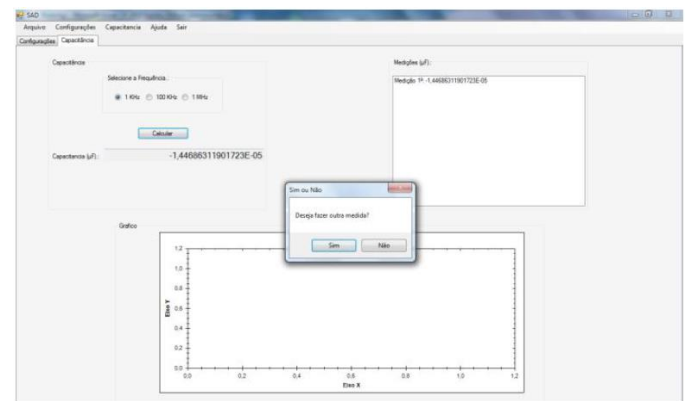 SAD
Arquivo Configurações Capacitancia Ajuda Sair
Configurações Capacitância
Capacitância
Selecione a Frequência.:
1 KHz 100 KHz 1 MHz
Calcular
Capacitancia (µF).: -1,44686311901723E-05
Medições (µF):
Medição 1ª -1,44686311901723E-05
Sim ou Não
Deseja fazer outra medida?
Sim Não
Grafico
1,2
1,0
0,8
0,6
0,4
0,2
0,0
Eixo Y
0,0 0,2 0,4 0,6 0,8 1,0 1,2
Eixo X